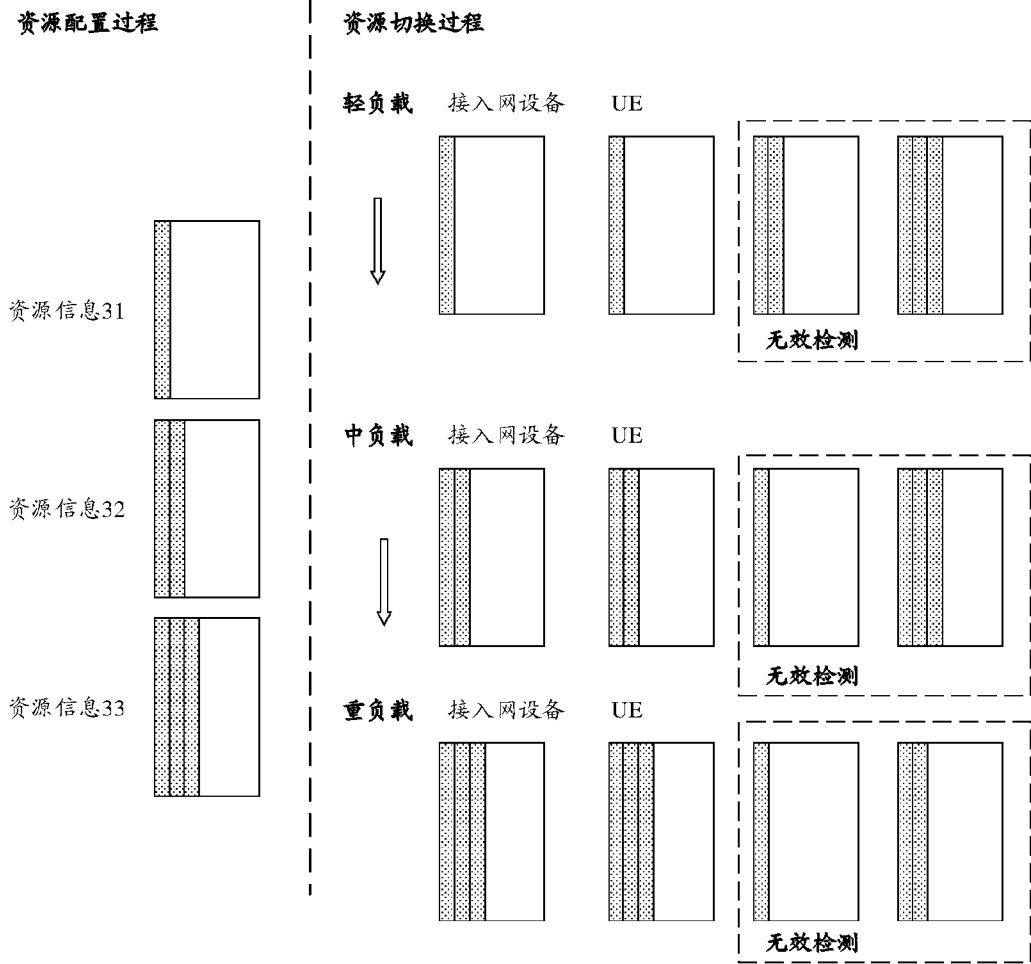 资源配置过程
资源切换过程
轻负载 接入网设备 UE
无效检测
资源信息31
中负载 接入网设备 UE
资源信息32
无效检测
资源信息33
重负载 接入网设备 UE
无效检测